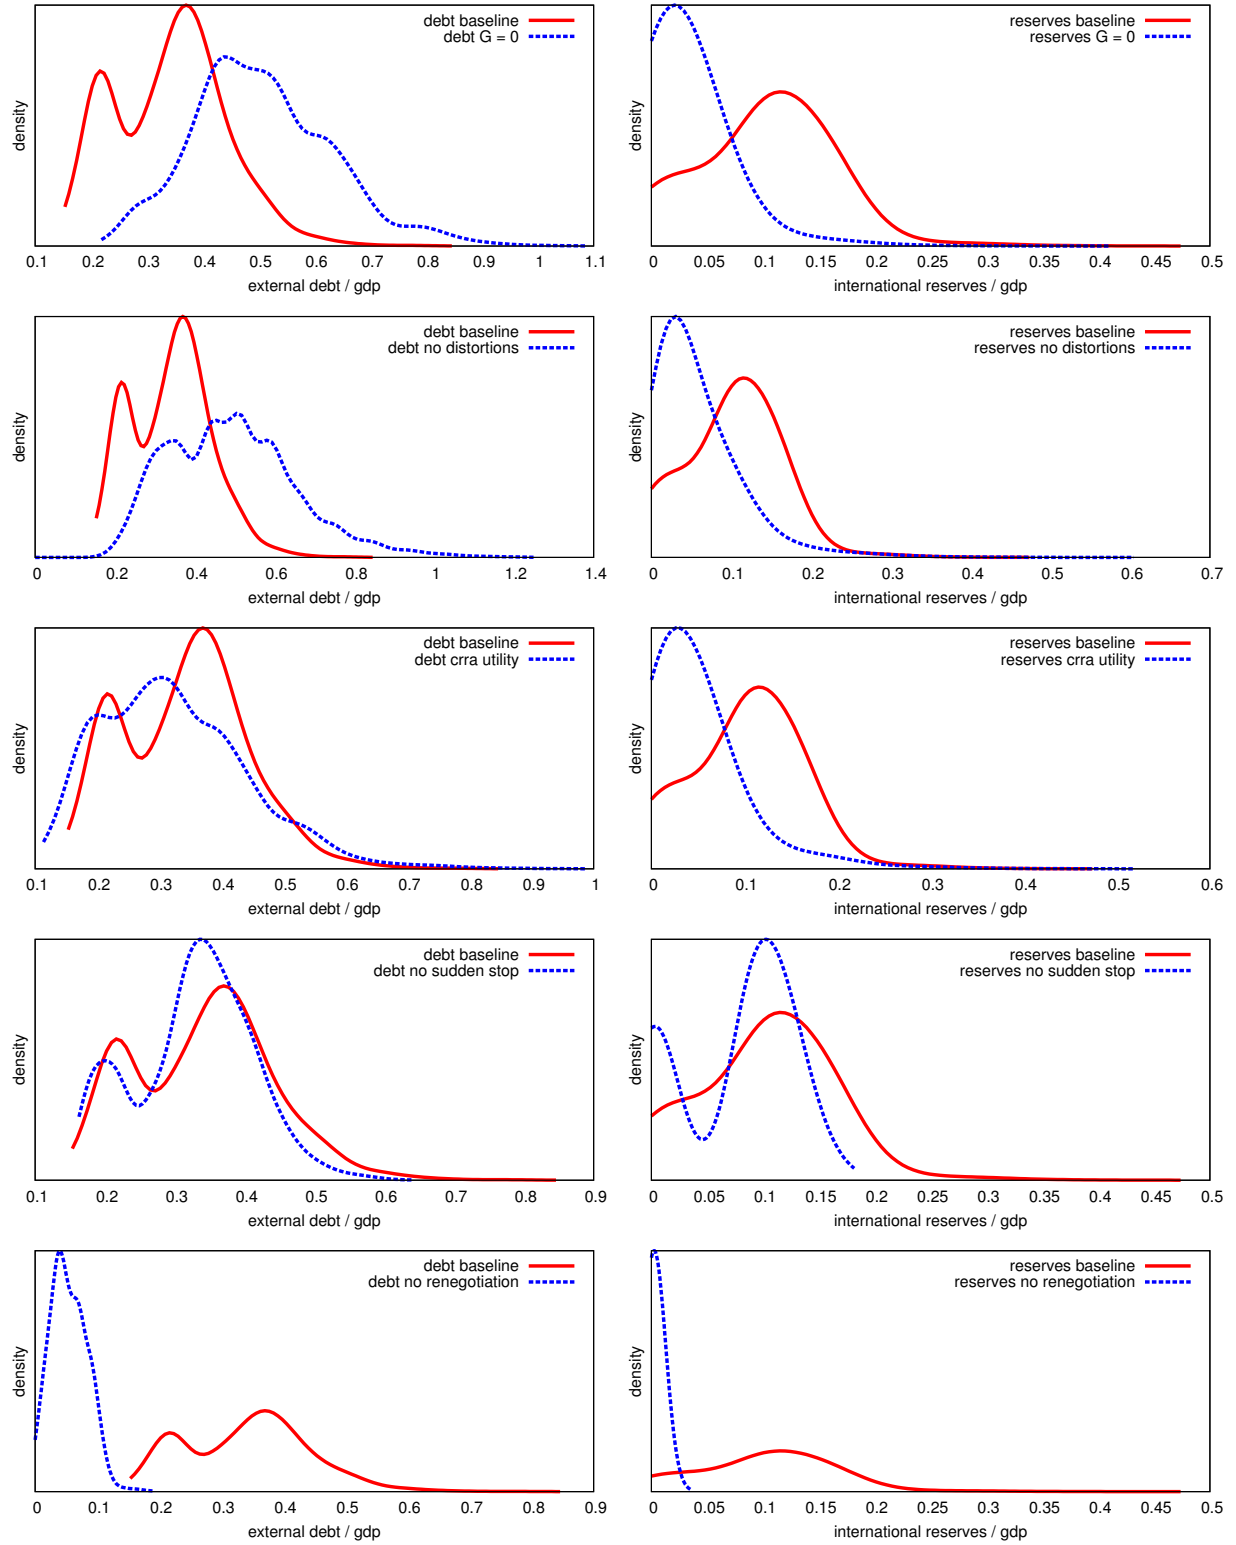 debt baseline
debt G = 0
density
0.1 0.2 0.3 0.4 0.5 0.6 0.7 0.8 0.9 1 1.1
external debt / gdp
reserves baseline
reserves G = 0
density
0 0.05 0.1 0.15 0.2 0.25 0.3 0.35 0.4 0.45 0.5
international reserves / gdp
debt baseline
debt no distortions
density
0 0.2 0.4 0.6 0.8 1 1.2 1.4
external debt / gdp
reserves baseline
reserves no distortions
density
0 0.1 0.2 0.3 0.4 0.5 0.6 0.7
international reserves / gdp
debt baseline
debt crra utility
density
0.1 0.2 0.3 0.4 0.5 0.6 0.7 0.8 0.9 1
external debt / gdp
reserves baseline
reserves crra utility
density
0 0.1 0.2 0.3 0.4 0.5 0.6
international reserves / gdp
debt baseline
debt no sudden stop
density
0.1 0.2 0.3 0.4 0.5 0.6 0.7 0.8 0.9
external debt / gdp
reserves baseline
reserves no sudden stop
density
0 0.05 0.1 0.15 0.2 0.25 0.3 0.35 0.4 0.45 0.5
international reserves / gdp
debt baseline
debt no renegotiation
density
0 0.1 0.2 0.3 0.4 0.5 0.6 0.7 0.8 0.9
external debt / gdp
reserves baseline
reserves no renegotiation
density
0 0.05 0.1 0.15 0.2 0.25 0.3 0.35 0.4 0.45 0.5
international reserves / gdp